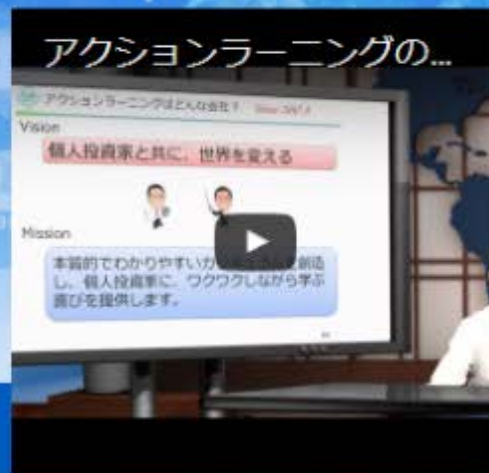 アクションラーニングの...
アクションラーニングはどんな会社?
Vision
個人投資家と共に、世界を変える
Mission
本質的でわかりやすいカ
を創造
し、個人投資家に、ワクワクしながら学ぶ
喜びを提供します。